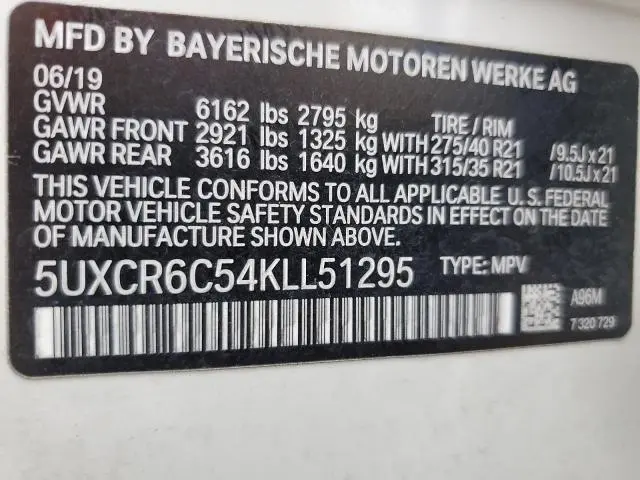 MFD BY BAYERISCHE MOTOREN WERKE AG
06/19
GVWR 6162 lbs 2795 kg TIRE / RIM
GAWR FRONT 2921 lbs 1325 kg WITH 275/40 R21 /9.5J x 21
GAWR REAR 3616 lbs 1640 kg WITH 315/35 R21 /10.5J x 21
THIS VEHICLE CONFORMS TO ALL APPLICABLE U. S. FEDERAL
MOTOR VEHICLE SAFETY STANDARDS IN EFFECT ON THE DATE
OF MANUFACTURE SHOWN ABOVE.
5UXCR6C54KLL51295 TYPE: MPV
A96M
7 320 729